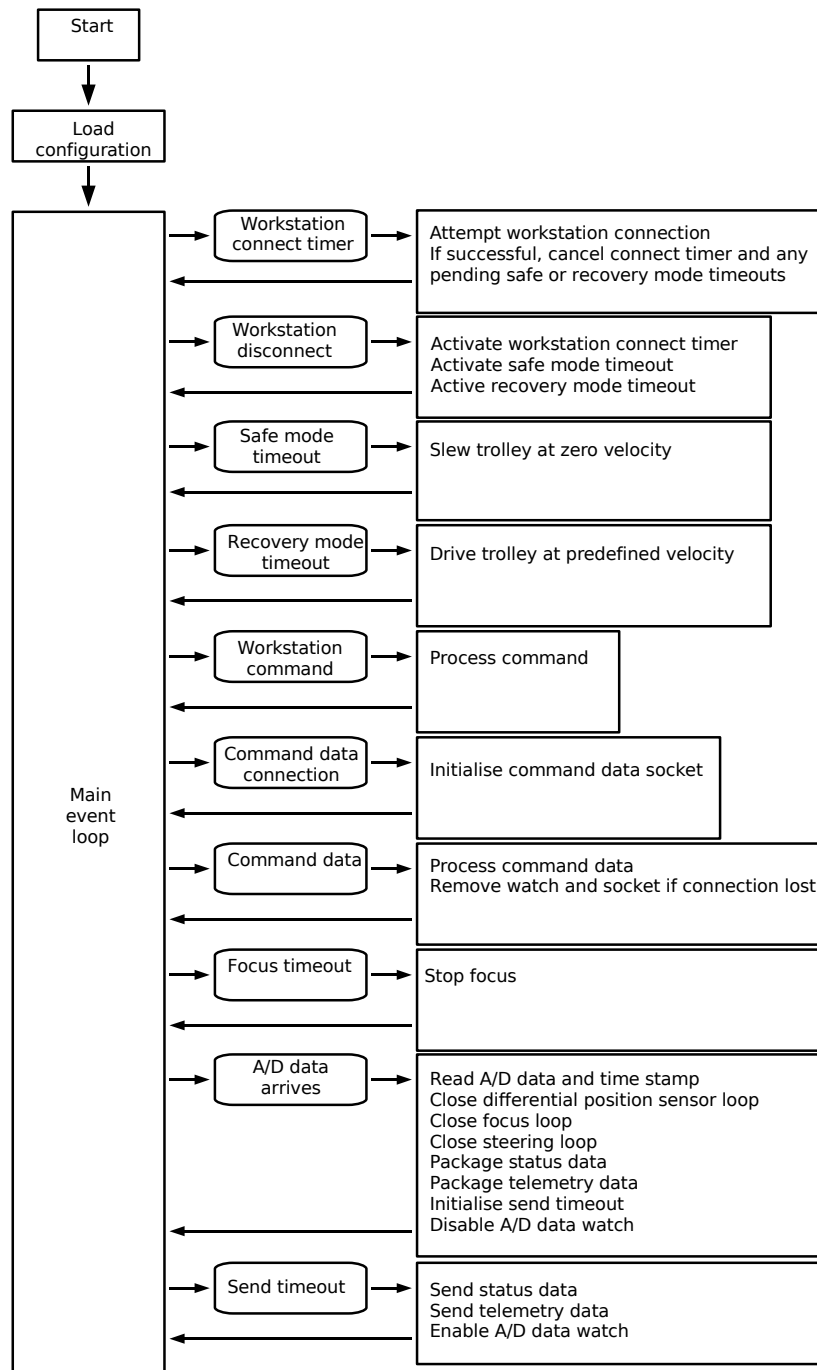 Start
Load
configuration
Workstation
connect timer
Attempt workstation connection
If successful, cancel connect timer and any
pending safe or recovery mode timeouts
Workstation
disconnect
Activate workstation connect timer
Activate safe mode timeout
Active recovery mode timeout
Safe mode
timeout
Slew trolley at zero velocity
Recovery mode
timeout
Drive trolley at predefined velocity
Workstation
command
Process command
Command data
connection
Initialise command data socket
Main
event
loop
Command data
Process command data
Remove watch and socket if connection lost
Focus timeout
Stop focus
A/D data
arrives
Read A/D data and time stamp
Close differential position sensor loop
Close focus loop
Close steering loop
Package status data
Package telemetry data
Initialise send timeout
Disable A/D data watch
Send timeout
Send status data
Send telemetry data
Enable A/D data watch